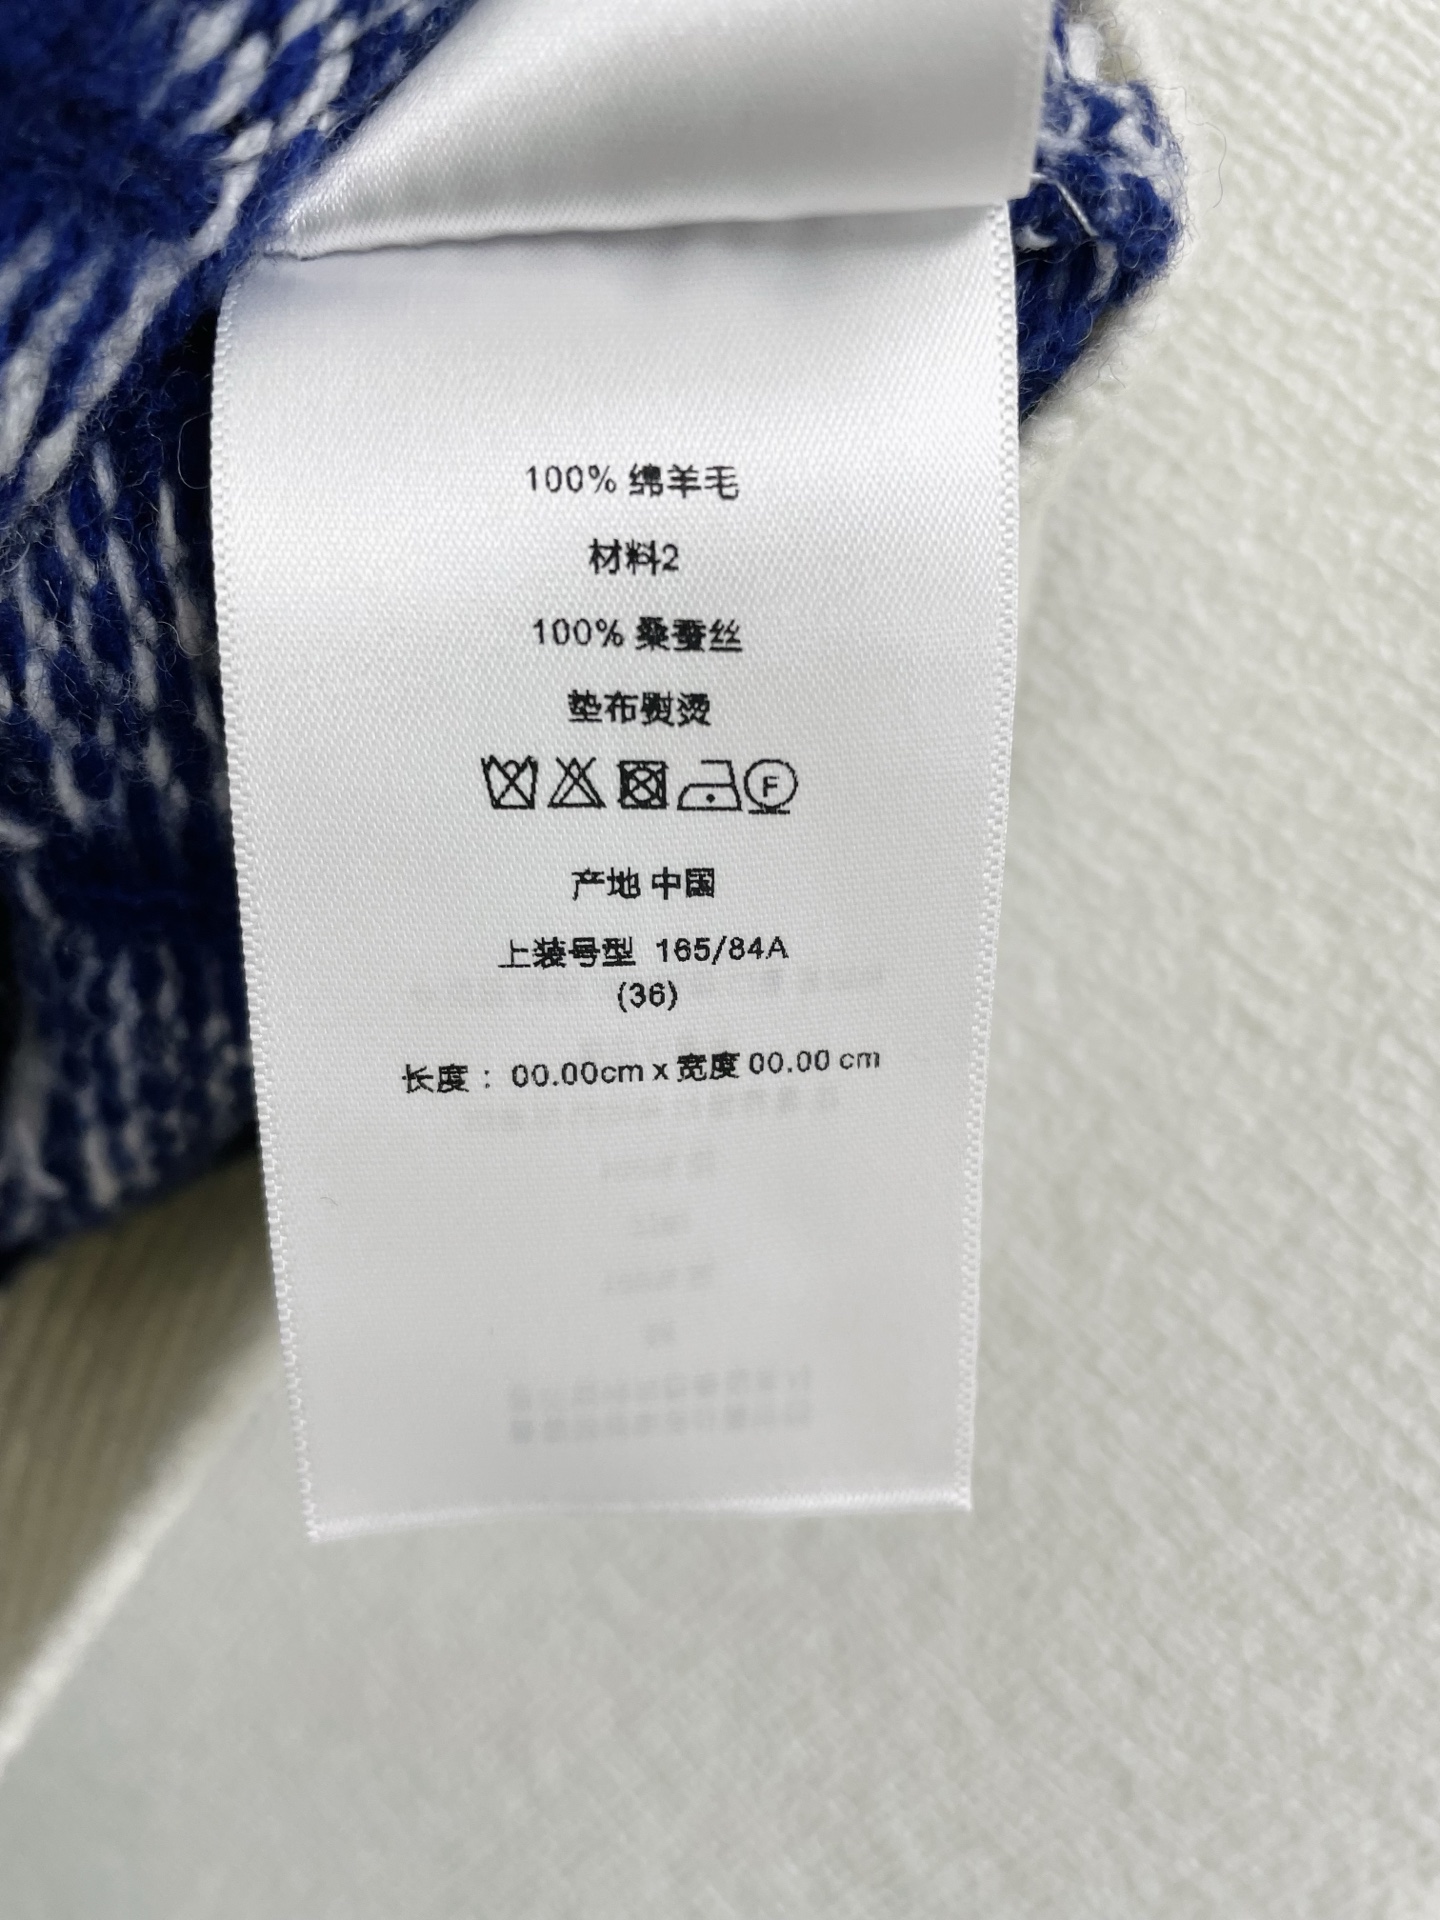 100% 绵羊毛
材料2
100% 桑蚕丝
垫布熨烫
F
产地 中国
上装号型 165/84A
(36)
长度： 00.00cm x 宽度 00.00 cm